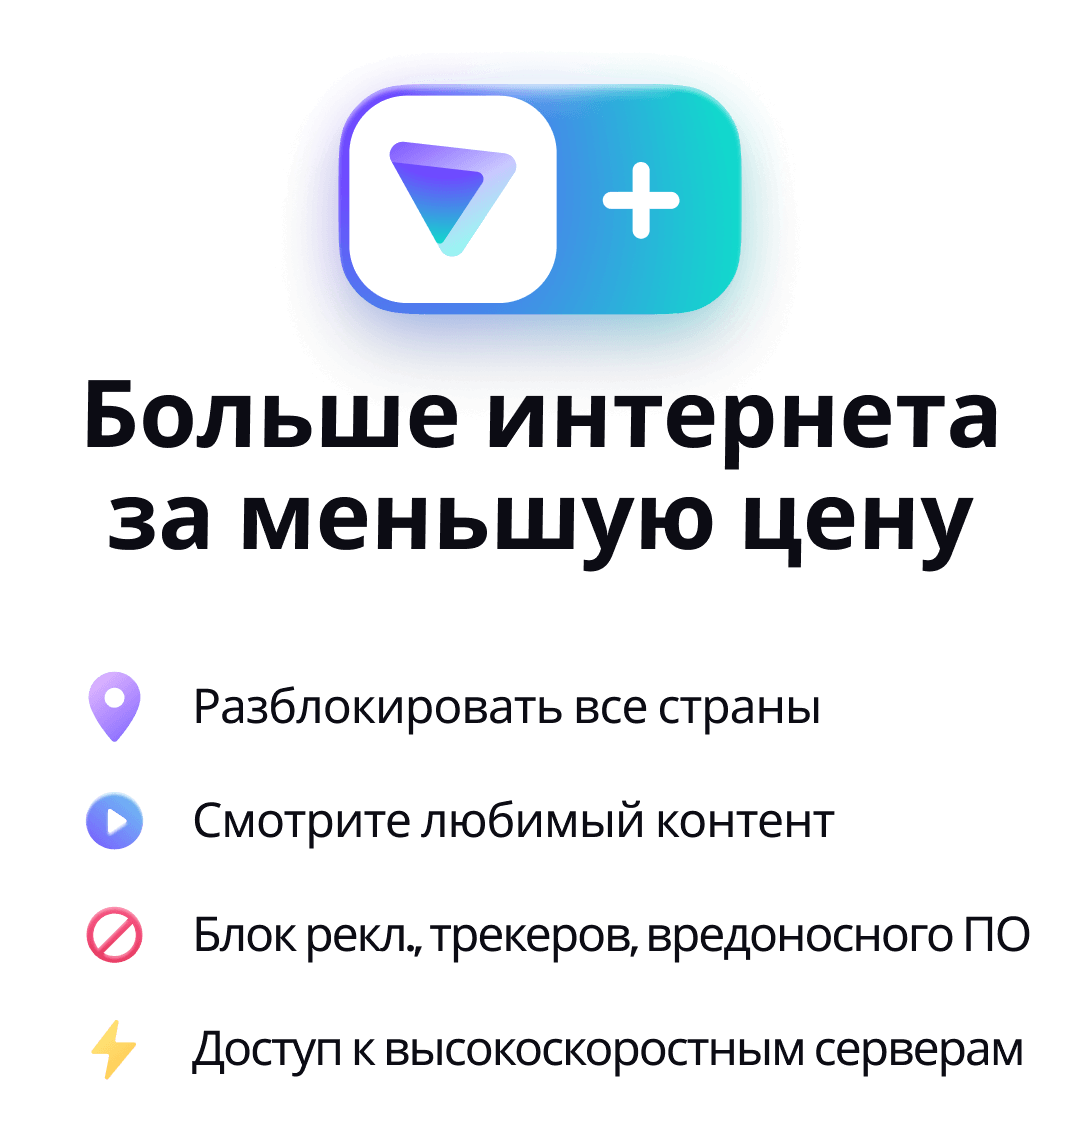 Больше интернета
за меньшую цену
Разблокировать все страны
Смотрите любимый контент
Блок рекл., трекеров, вредоносного ПО
Доступ к высокоскоростным серверам